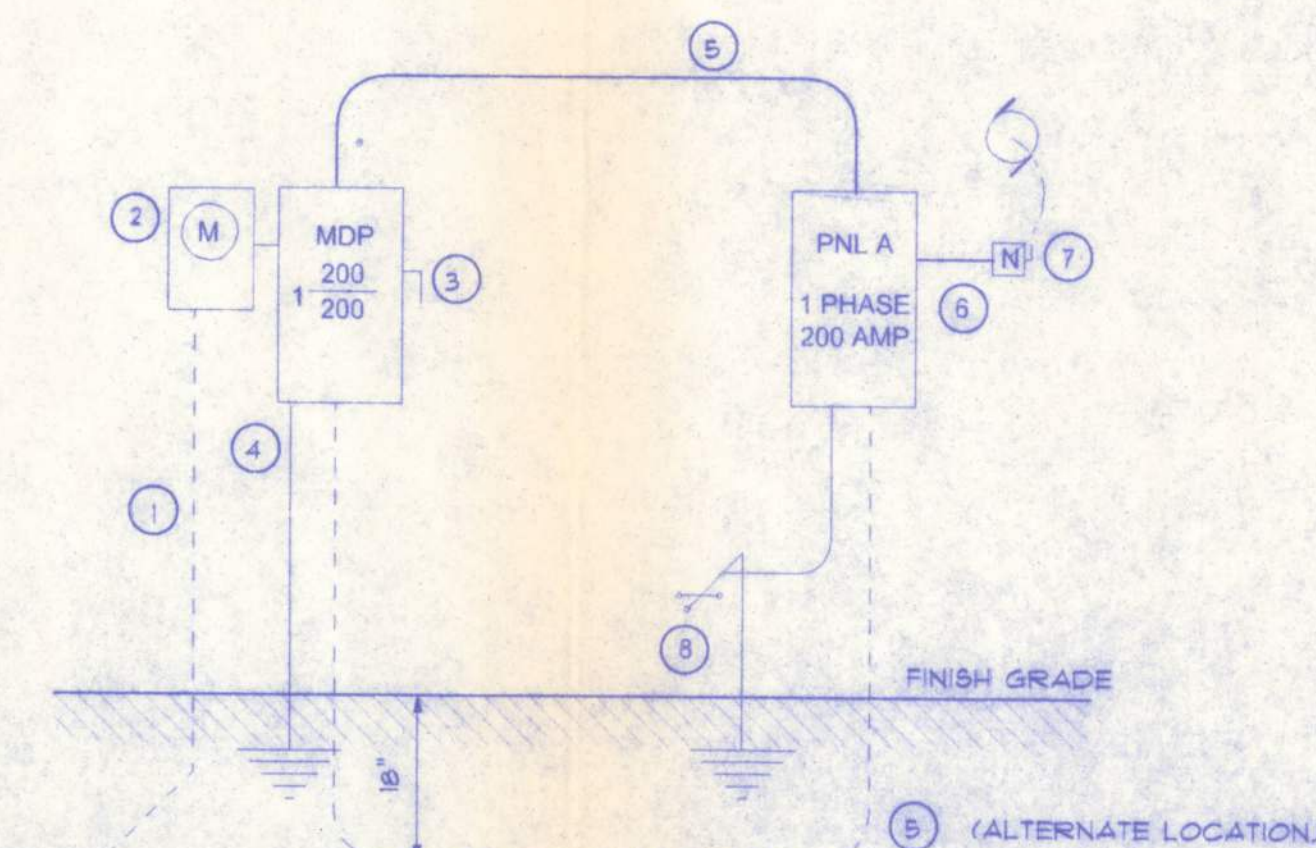 5
2
M
MDP
1 200/200
3
PNL A
1 PHASE
200 AMP
N
7
6
4
1
8
FINISH GRADE
18"
5 (ALTERNATE LOCATION